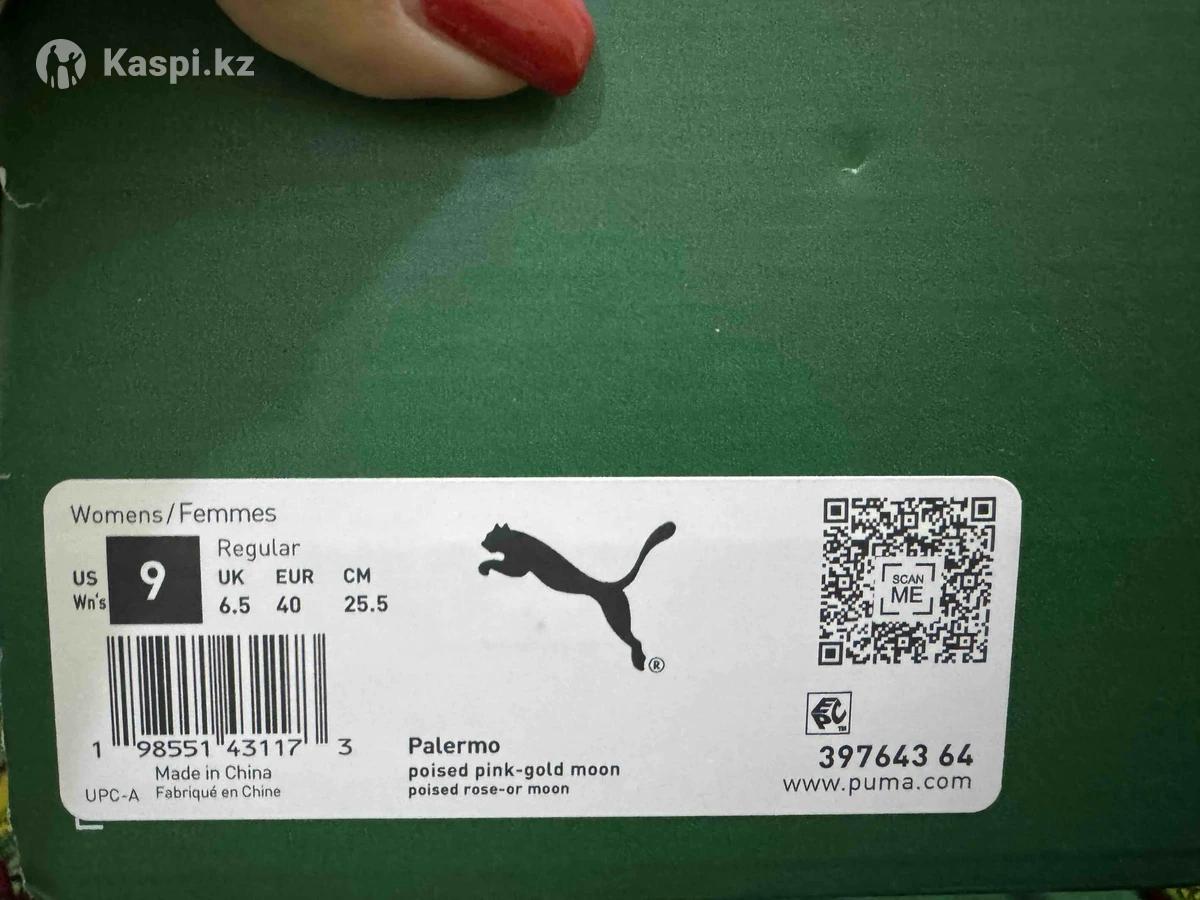 Kaspi.kz
Womens/Femmes
US
Wn's
9
Regular
UK EUR CM
6.5 40 25.5
1 98551 43117 3
Made in China
UPC-A Fabriqué en Chine
Palermo
poised pink-gold moon
poised rose-or moon
®
SCAN
ME
EPC
TM
397643 64
www.puma.com